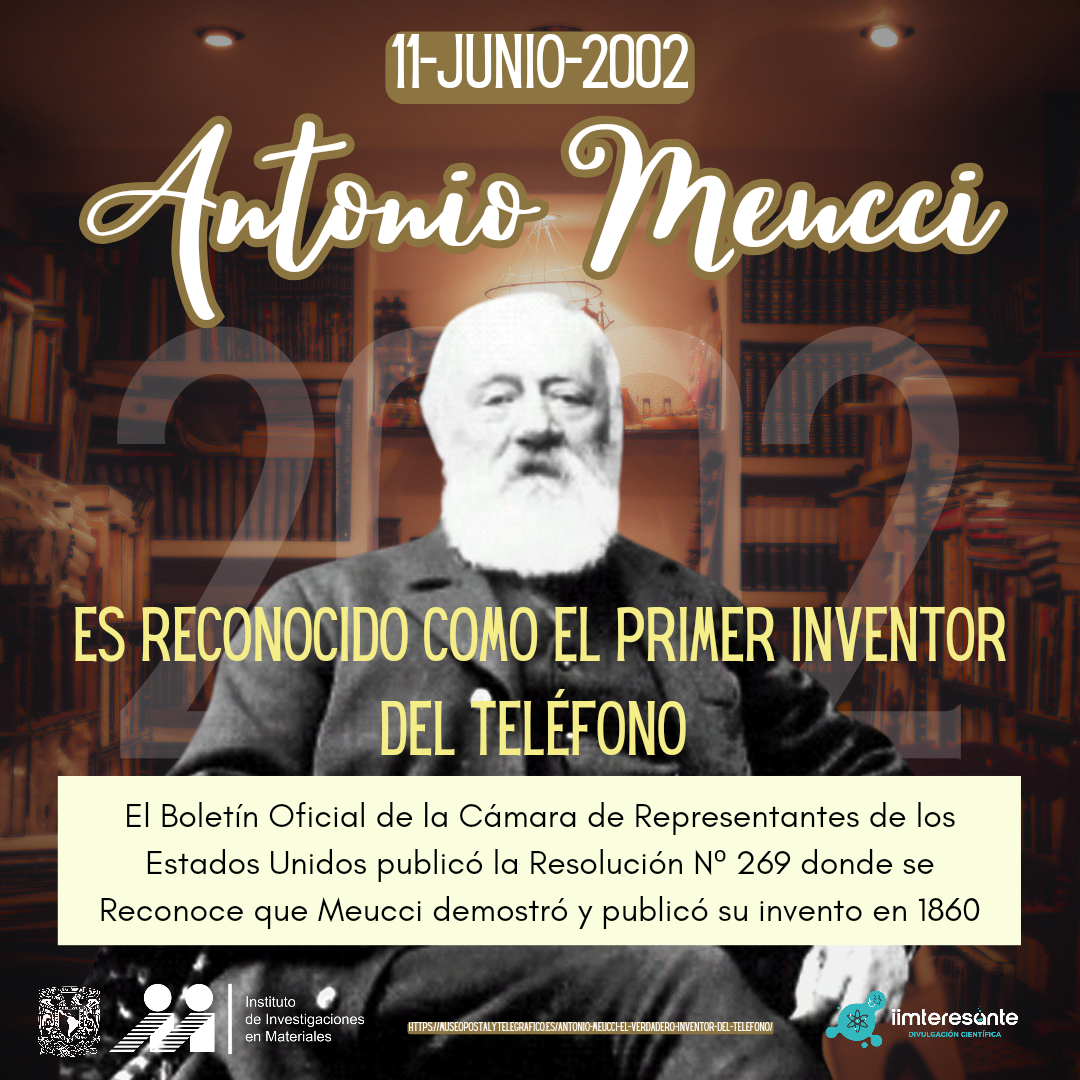 11-JUNIO-2002
Antonio Meucci
2002
ES RECONOCIDO COMO EL PRIMER INVENTOR
DEL TELÉFONO
El Boletín Oficial de la Cámara de Representantes de los
Estados Unidos publicó la Resolución Nº 269 donde se
Reconoce que Meucci demostró y publicó su invento en 1860
Instituto
de Investigaciones
en Materiales
HTTPS://MUSEOPOSTALYTELEGRAFICO.ES/ANTONIO-MEUCCI-EL-VERDADERO-INVENTOR-DEL-TELEFONO/
iimteresante
DIVULGACIÓN CIENTÍFICA